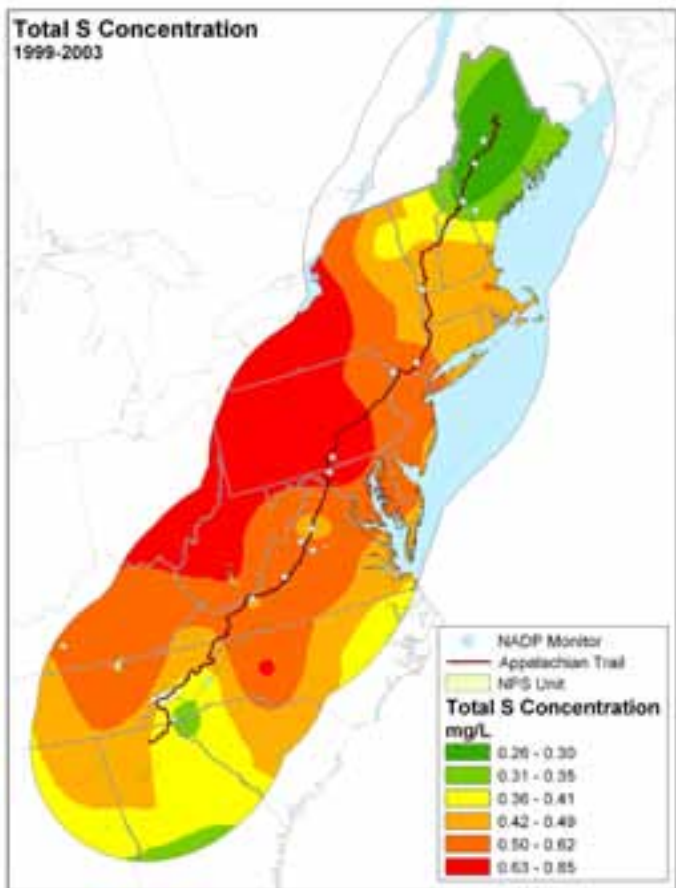 Total S Concentration
1999-2003
NADP Monitor
Appalachian Trail
NPS Unit
Total S Concentration
mg/L
0.26 - 0.30
0.31 - 0.35
0.36 - 0.41
0.42 - 0.49
0.50 - 0.62
0.63 - 0.85